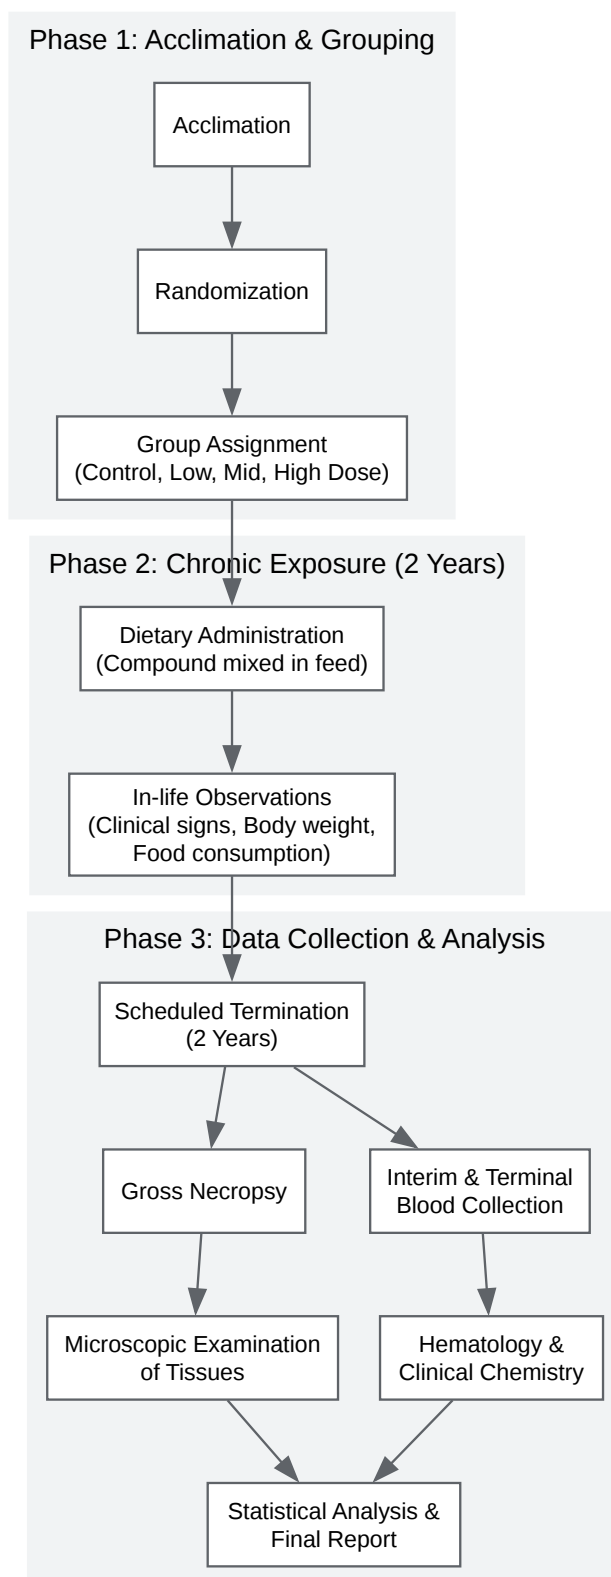 Phase 1: Acclimation & Grouping
Acclimation
Randomization
Group Assignment
(Control, Low, Mid, High Dose)
Phase 2: Chronic Exposure (2 Years)
Dietary Administration
(Compound mixed in feed)
In-life Observations
(Clinical signs, Body weight,
Food consumption)
Phase 3: Data Collection & Analysis
Scheduled Termination
(2 Years)
Gross Necropsy
Interim & Terminal
Blood Collection
Microscopic Examination
of Tissues
Hematology &
Clinical Chemistry
Statistical Analysis &
Final Report